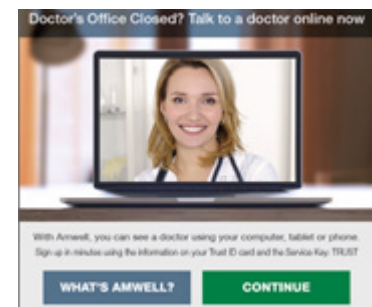 Doctor's Office Closed? Talk to a doctor online now
With Amwell, you can see a doctor using your computer, tablet or phone.
Sign up in minutes using the information on your Trust ID card and the Service Key: TRUST
WHAT'S AMWELL?
CONTINUE